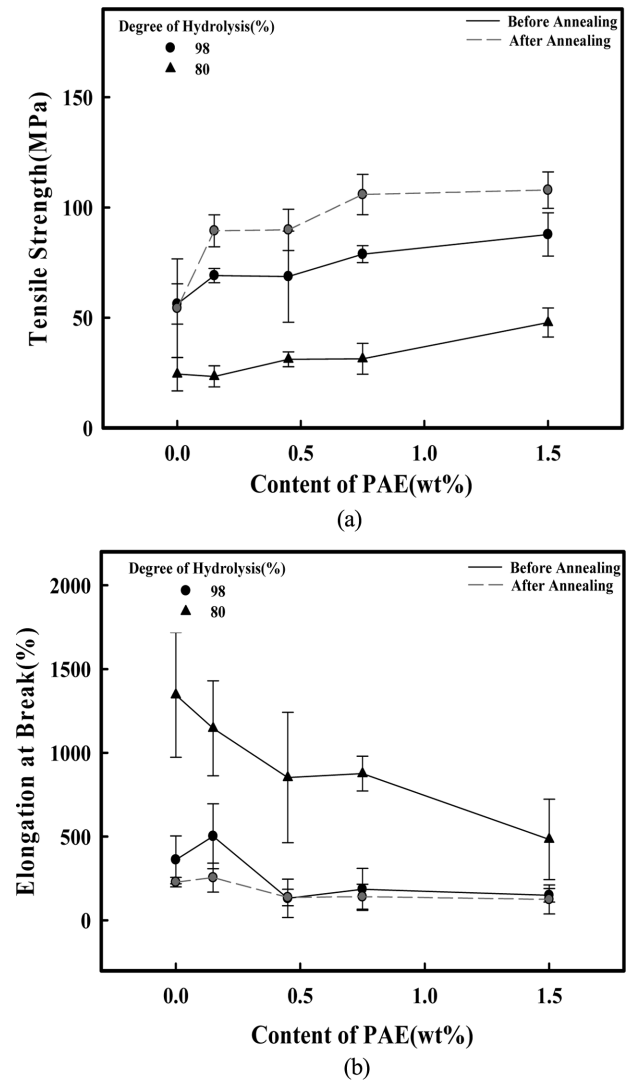 Degree of Hydrolysis(%)
98
80
Before Annealing
After Annealing
150
100
50
0
Tensile Strength(MPa)
0.0 0.5 1.0 1.5
Content of PAE(wt%)
(a)
Degree of Hydrolysis(%)
98
80
Before Annealing
After Annealing
2000
1500
1000
500
0
Elongation at Break(%)
0.0 0.5 1.0 1.5
Content of PAE(wt%)
(b)